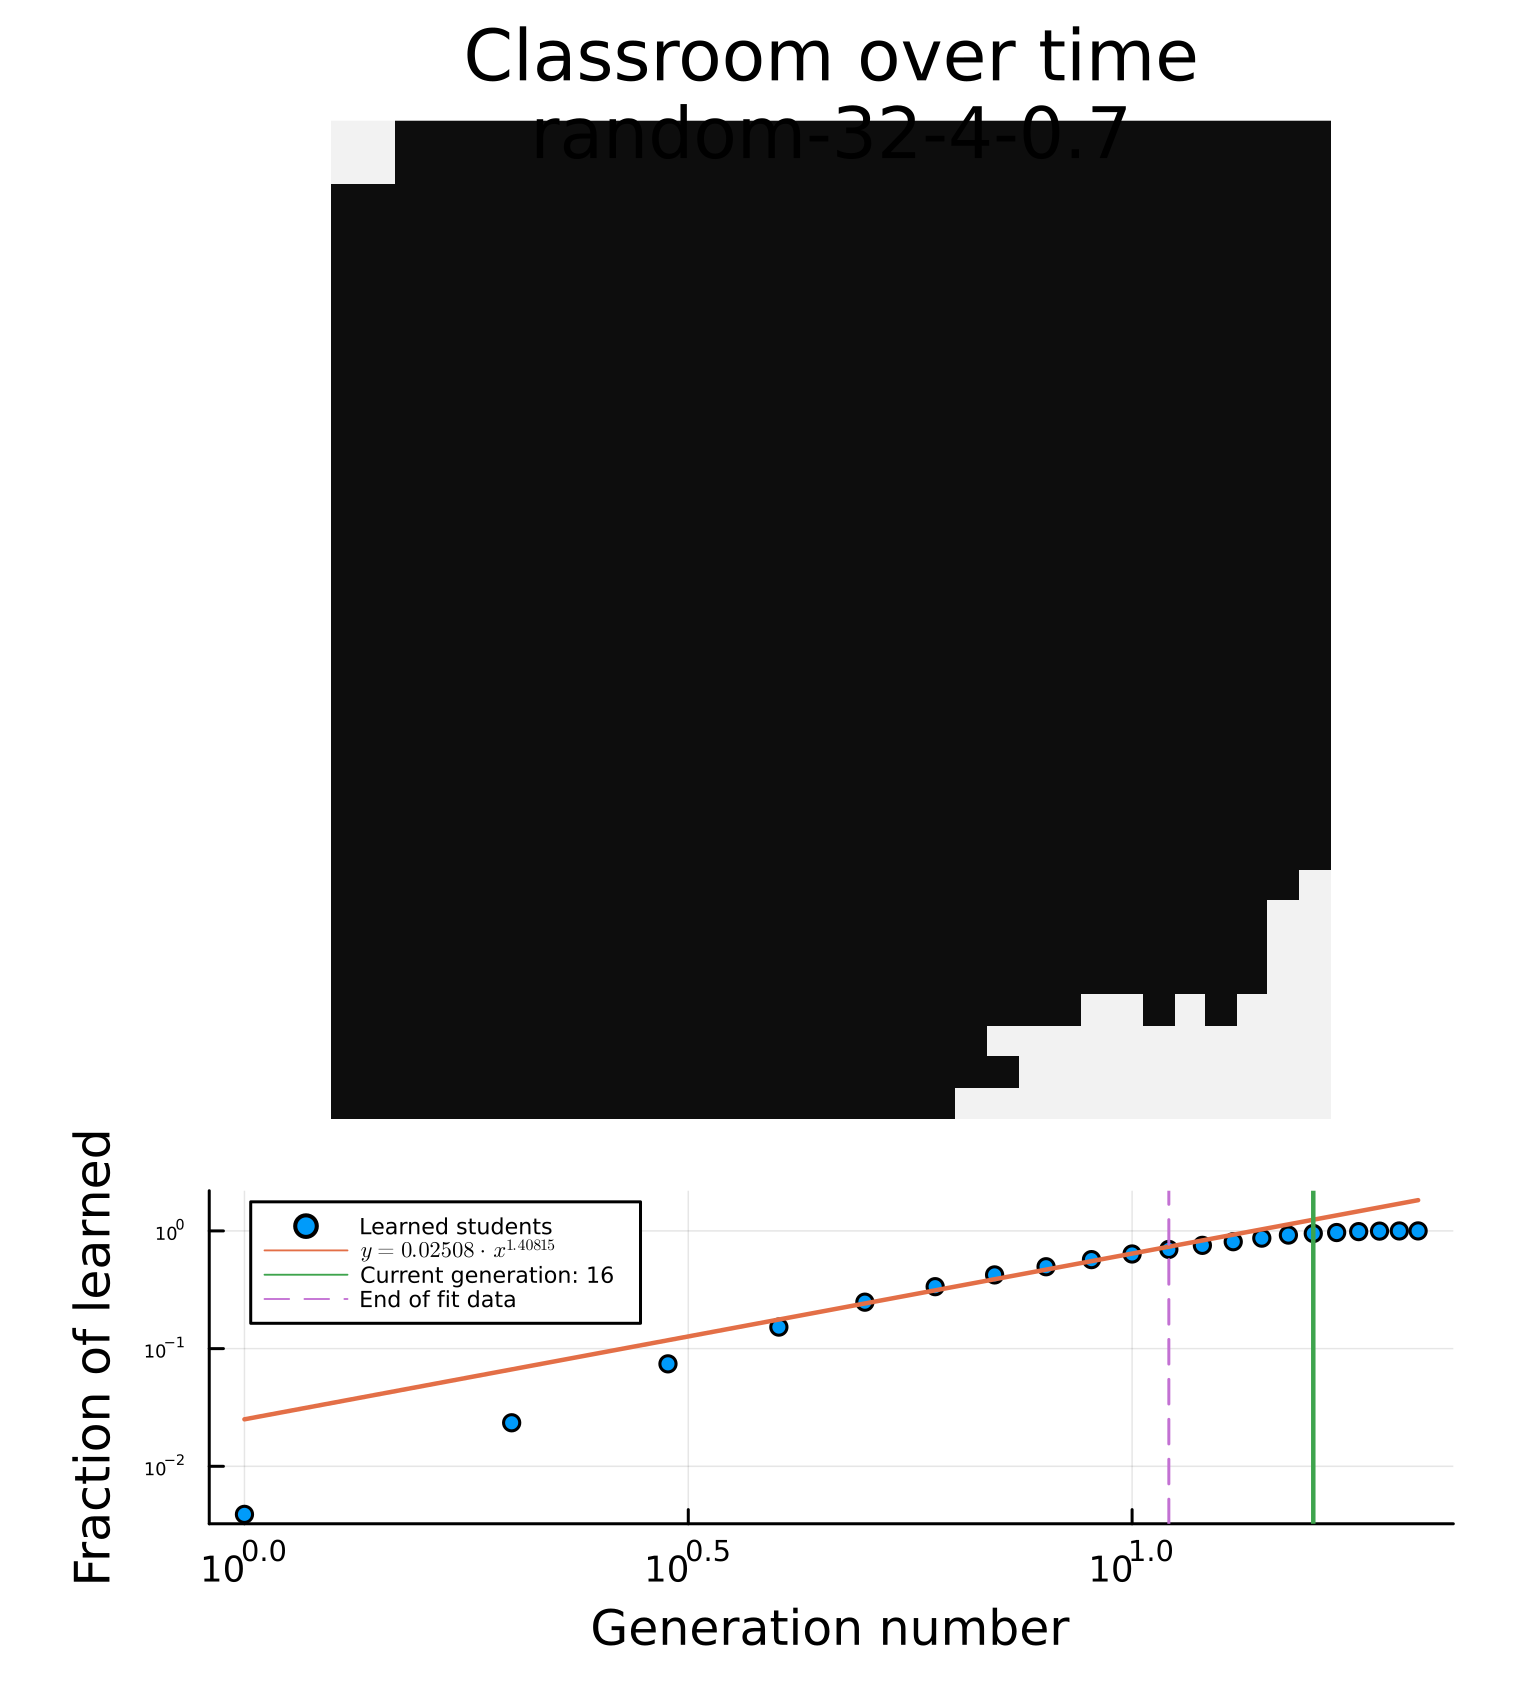 Classroom over time
random-32-4-0.7
Fraction of learned
10⁰
10⁻¹
10⁻²
Learned students
y = 0.02508 · x^1.40815
Current generation: 16
End of fit data
10^0.0
10^0.5
10^1.0
Generation number